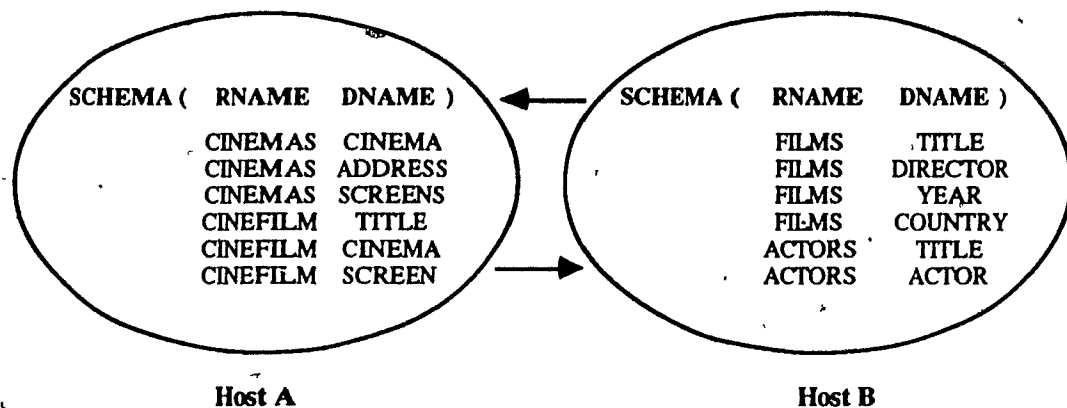 SCHEMA ( RNAME DNAME )
CINEMAS CINEMA
CINEMAS ADDRESS
CINEMAS SCREENS
CINEFILM TITLE
CINEFILM CINEMA
CINEFILM SCREEN
Host A
SCHEMA ( RNAME DNAME )
FILMS TITLE
FILMS DIRECTOR
FILMS YEAR
FILMS COUNTRY
ACTORS TITLE
ACTORS ACTOR
Host B